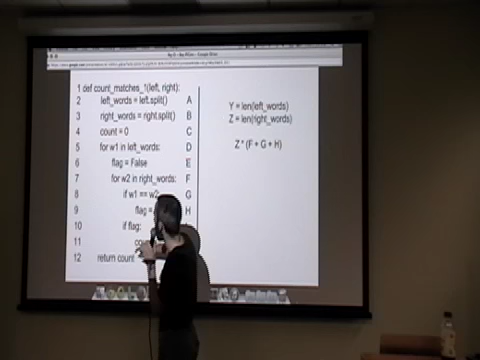 1 def count_matches_1(left, right):
2 left_words = left.split() A
3 right_words = right.split() B
4 count = 0 C
5 for w1 in left_words: D
6 flag = False E
7 for w2 in right_words: F
8 if w1 == w2 G
9 flag = H
10 if flag:
11
12 return count
Y = len(left_words)
Z = len(right_words)
Z * (F + G + H)